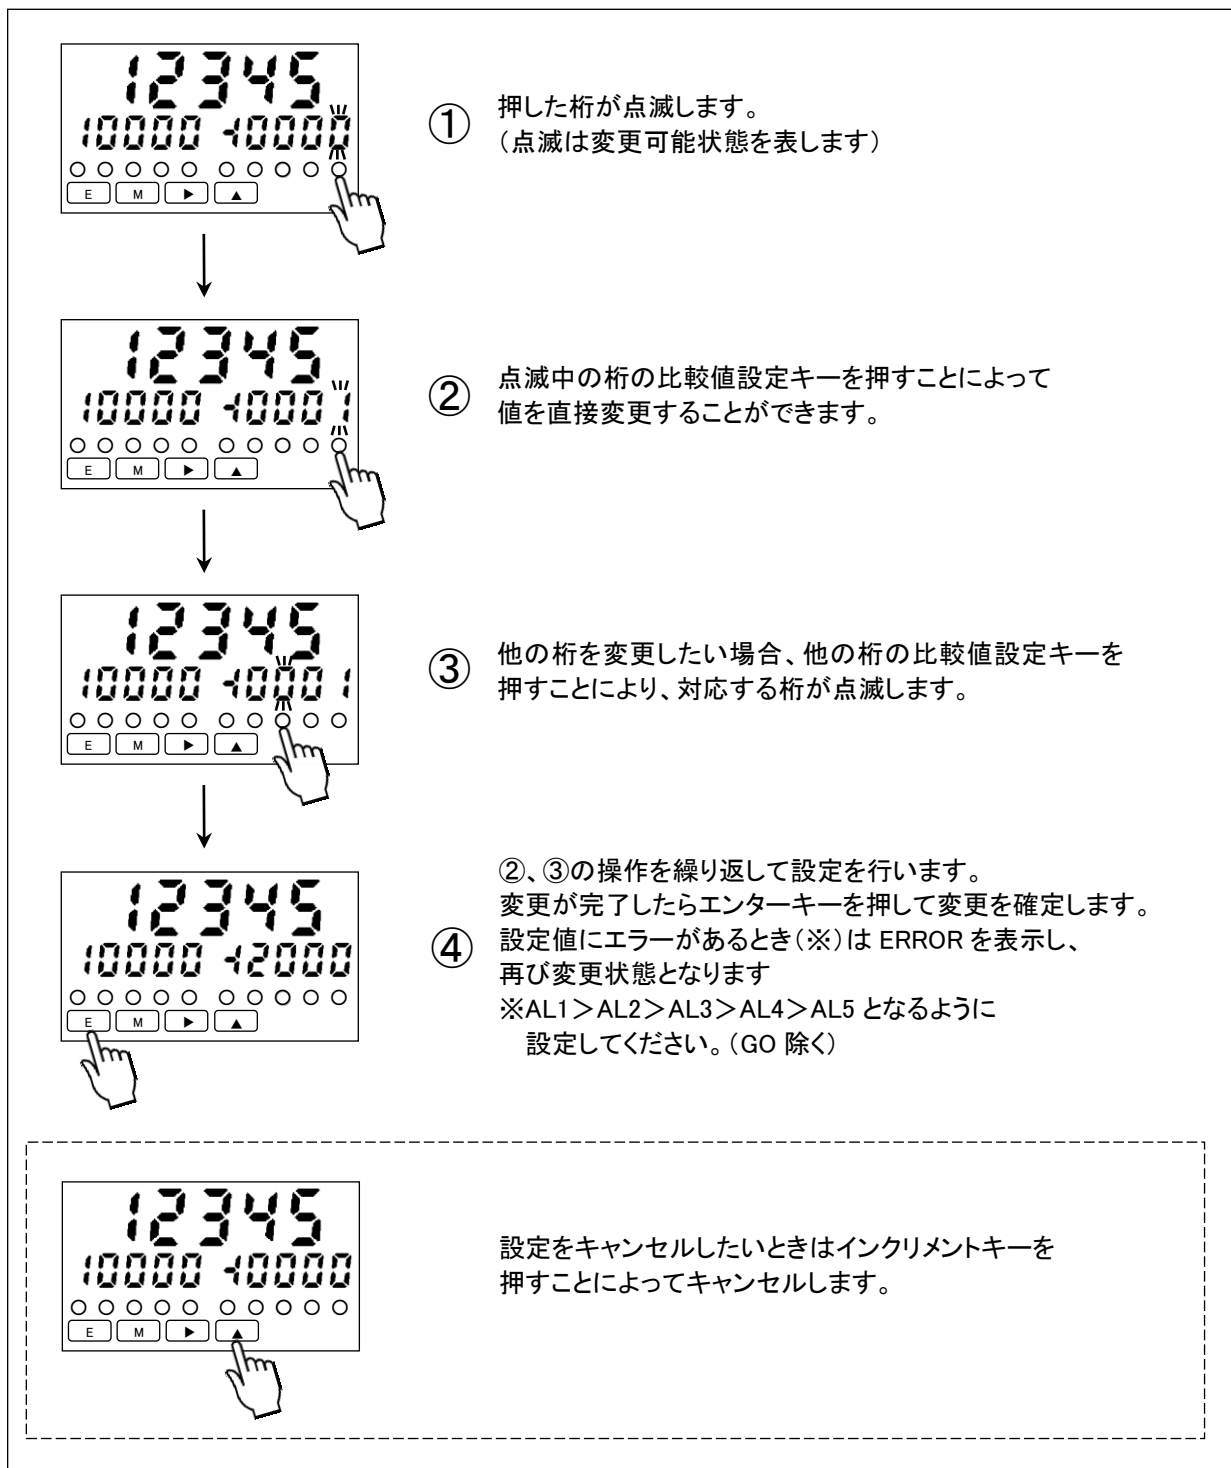 12345
10000 -10000
E M ▶ ▲
① 押した桁が点滅します。
(点滅は変更可能状態を表します)
12345
10000 -10001
E M ▶ ▲
② 点滅中の桁の比較値設定キーを押すことによって
値を直接変更することができます。
12345
10000 -10001
E M ▶ ▲
③ 他の桁を変更したい場合、他の桁の比較値設定キーを
押すことにより、対応する桁が点滅します。
12345
10000 -12000
E M ▶ ▲
④ ②、③の操作を繰り返して設定を行います。
変更が完了したらエンターキーを押して変更を確定します。
設定値にエラーがあるとき(※)は ERROR を表示し、
再び変更状態となります
※AL1>AL2>AL3>AL4>AL5 となるように
設定してください。(GO 除く)
12345
10000 -10000
E M ▶ ▲
設定をキャンセルしたいときはインクリメントキーを
押すことによってキャンセルします。